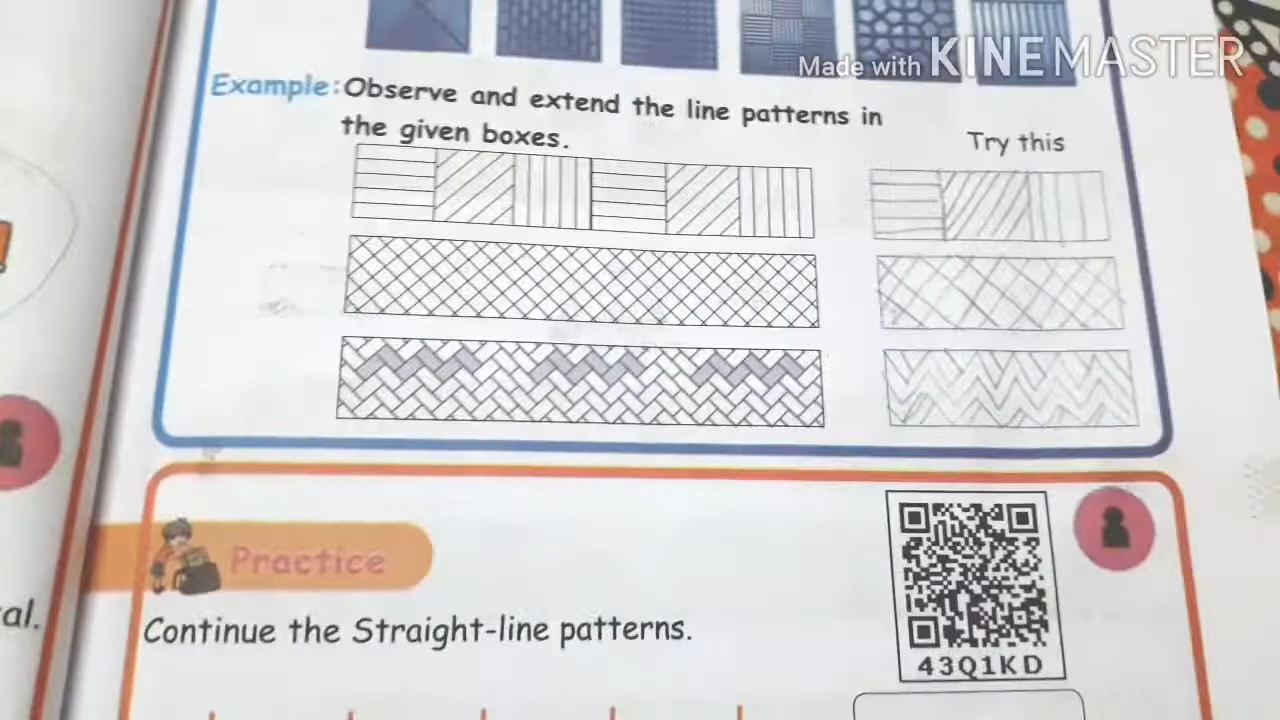 Made with KINEMASTER
Example: Observe and extend the line patterns in
the given boxes.
Try this
Practice
al.
Continue the Straight-line patterns.
43Q1KD